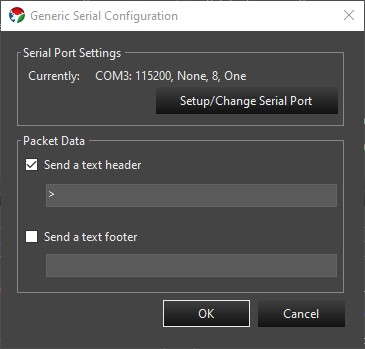 Generic Serial Configuration
Serial Port Settings
Currently: COM3: 115200, None, 8, One
Setup/Change Serial Port
Packet Data
Send a text header
>
Send a text footer
OK Cancel